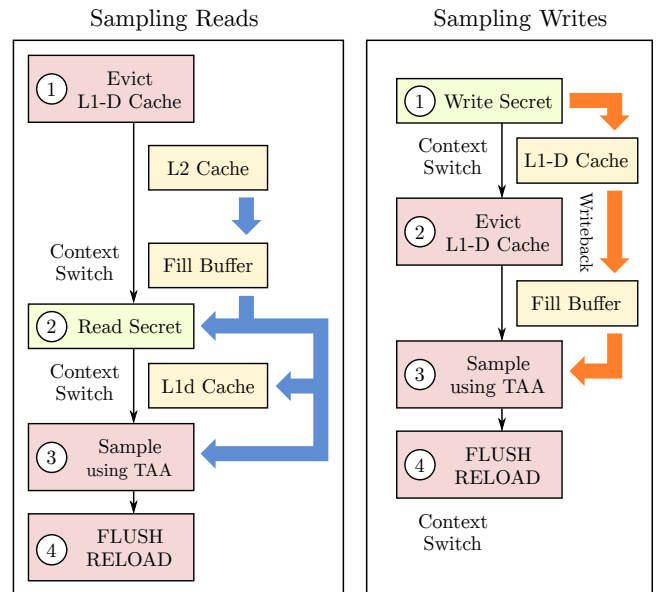 Sampling Reads
1
Evict
L1-D Cache
L2 Cache
Fill Buffer
Context
Switch
2
Read Secret
Context
Switch
L1d Cache
3
Sample
using TAA
4
FLUSH
RELOAD
Sampling Writes
1
Write Secret
Context
Switch
L1-D Cache
2
Evict
L1-D Cache
Writeback
Fill Buffer
3
Sample
using TAA
4
FLUSH
RELOAD
Context
Switch